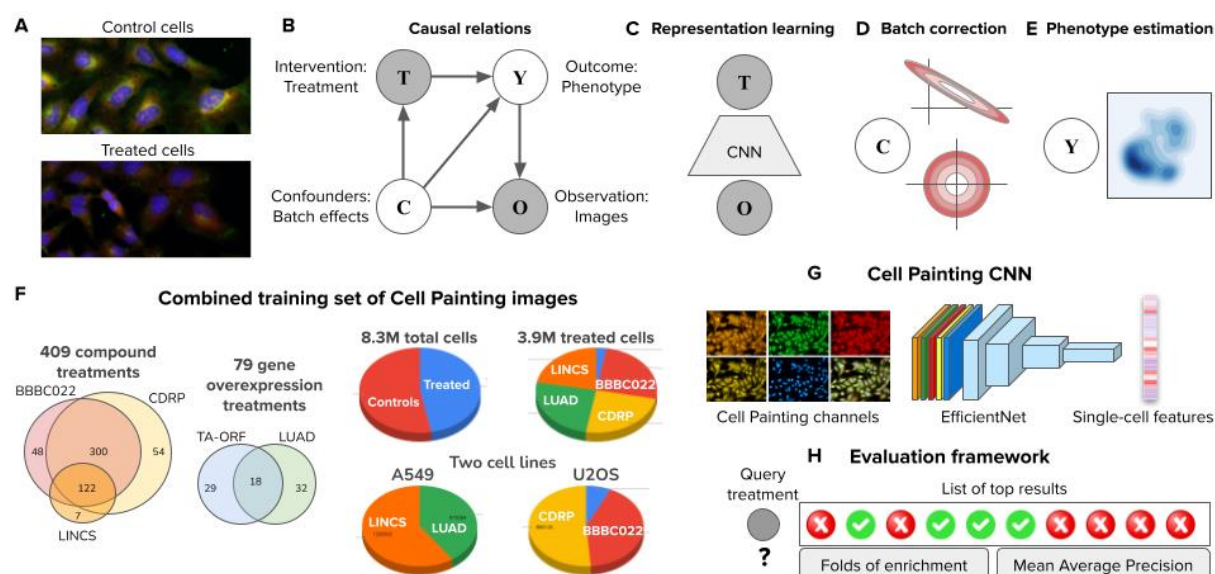 A
Control cells
Treated cells
B
Causal relations
Intervention:
Treatment
T
Y
Outcome:
Phenotype
Confounders:
Batch effects
C
O
Observation:
Images
C
Representation learning
T
CNN
O
D
Batch correction
C
E
Phenotype estimation
Y
F
Combined training set of Cell Painting images
409 compound
treatments
BBBC022
CDRP
48
300
54
122
7
LINCS
79 gene
overexpression
treatments
TA-ORF
LUAD
29
18
32
8.3M total cells
Controls
Treated
3.9M treated cells
LINCS
BBBC022
LUAD
CDRP
Two cell lines
A549
LINCS
LUAD
U2OS
CDRP
BBBC022
G
Cell Painting CNN
Cell Painting channels
EfficientNet
Single-cell features
H
Evaluation framework
Query
treatment
?
List of top results
Folds of enrichment
Mean Average Precision